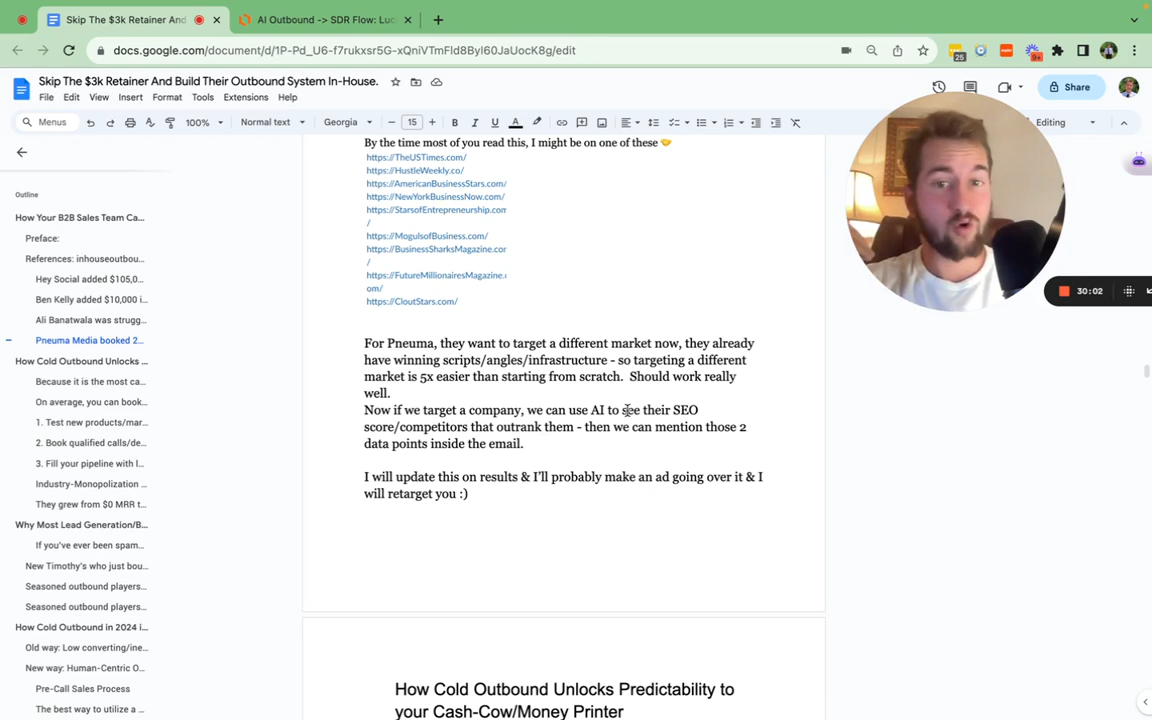 Skip The $3k Retainer And
AI Outbound -> SDR Flow: Luc
docs.google.com/document/d/1P-Pd_U6-f7rukxsr5G-xQniVTmFld8ByI60JaUocK8g/edit
25
9+
Skip The $3k Retainer And Build Their Outbound System In-House.
File Edit View Insert Format Tools Extensions Help
Share
Menus
100%
Normal text
Georgia
15
B I U A
Editing
Outline
How Your B2B Sales Team Ca...
Preface:
References: inhouseoutbou...
Hey Social added $105,0...
Ben Kelly added $10,000 i...
Ali Banatwala was strugg...
Pneuma Media booked 2...
How Cold Outbound Unlocks ...
Because it is the most ca...
On average, you can book...
1. Test new products/mar...
2. Book qualified calls/de...
3. Fill your pipeline with l...
Industry-Monopolization ...
They grew from $0 MRR t...
Why Most Lead Generation/B...
If you've ever been spam...
New Timothy's who just bou...
Seasoned outbound players...
Seasoned outbound players...
How Cold Outbound in 2024 i...
Old way: Low converting/ine...
New way: Human-Centric O...
Pre-Call Sales Process
The best way to utilize a ...
By the time most of you read this, I might be on one of these 🤝
https://TheUSTimes.com/
https://HustleWeekly.co/
https://AmericanBusinessStars.com/
https://NewYorkBusinessNow.com/
https://StarsofEntrepreneurship.com
/
https://MogulsofBusiness.com/
https://BusinessSharksMagazine.cor
/
https://FutureMillionairesMagazine.c
om/
https://CloutStars.com/
For Pneuma, they want to target a different market now, they already
have winning scripts/angles/infrastructure - so targeting a different
market is 5x easier than starting from scratch. Should work really
well.
Now if we target a company, we can use AI to see their SEO
score/competitors that outrank them - then we can mention those 2
data points inside the email.
I will update this on results & I'll probably make an ad going over it & I
will retarget you :)
How Cold Outbound Unlocks Predictability to
your Cash-Cow/Money Printer
30:02